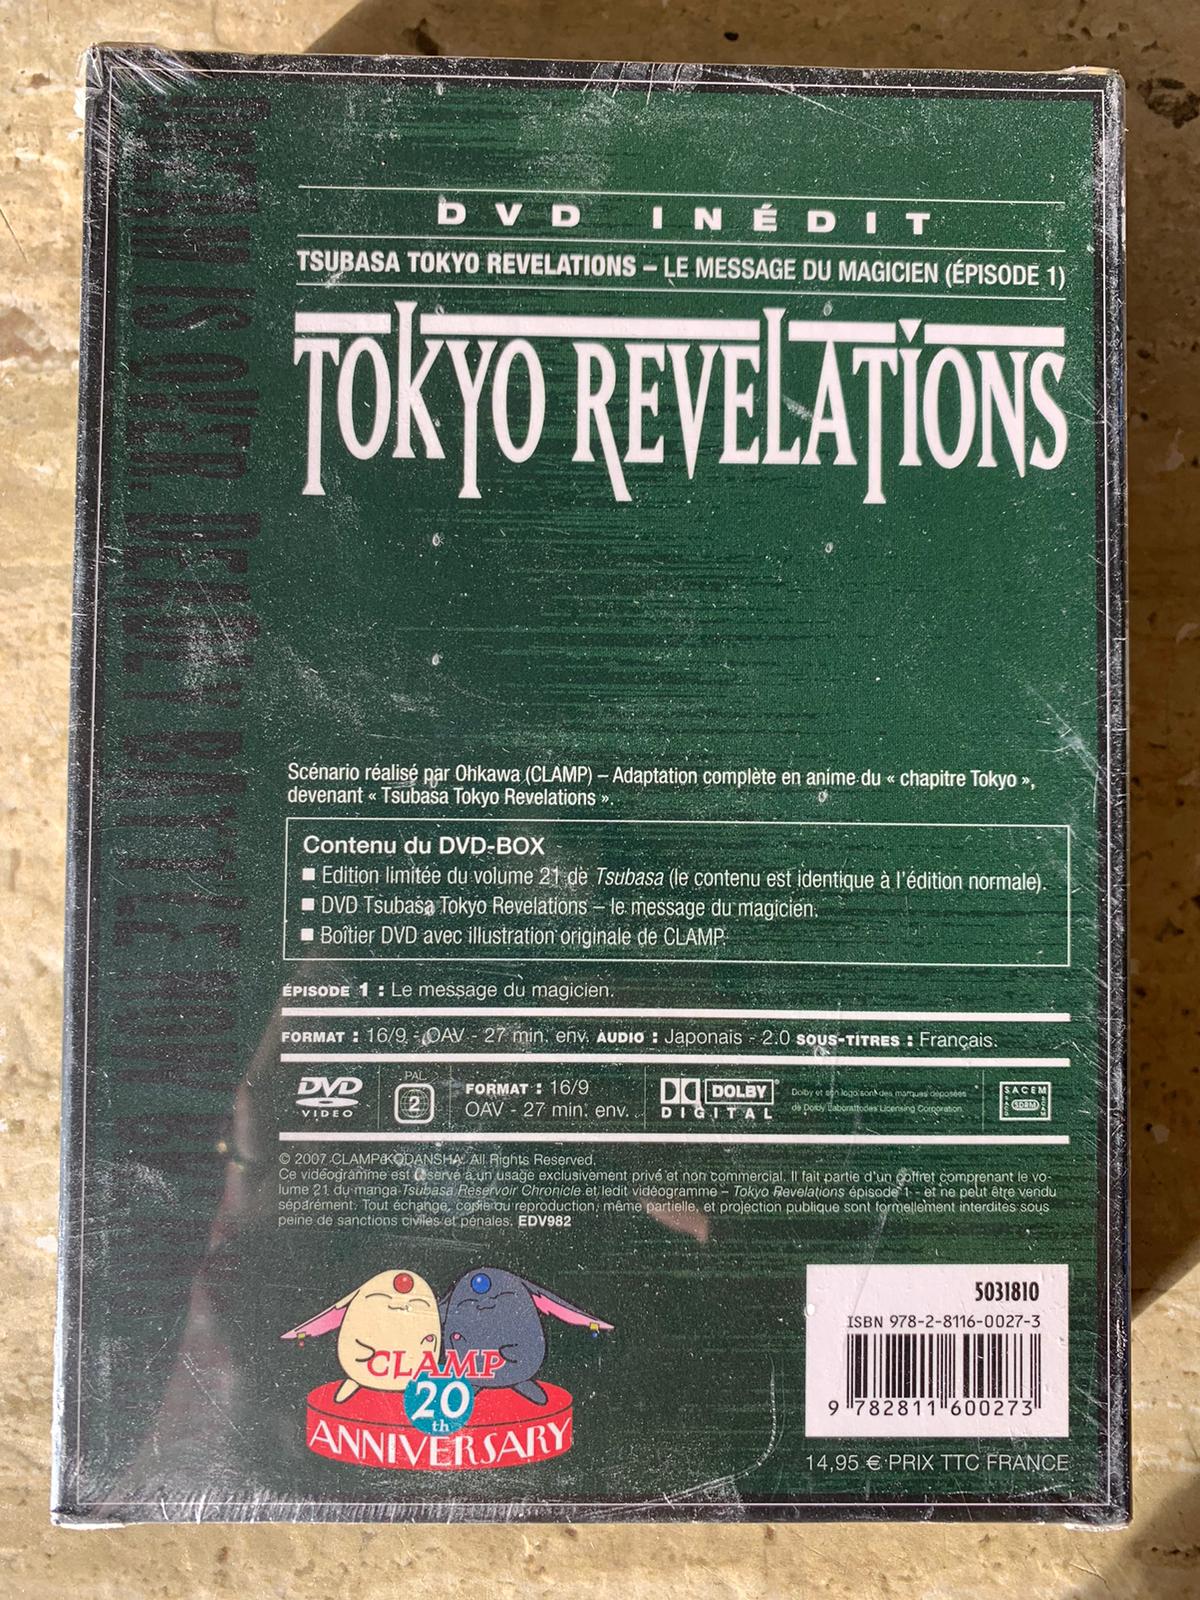 DVD INÉDIT
TSUBASA TOKYO REVELATIONS – LE MESSAGE DU MAGICIEN (ÉPISODE 1)
TOKYO REVELATIONS
Scénario réalisé par Ohkawa (CLAMP) – Adaptation complète en anime du « chapitre Tokyo »,
devenant « Tsubasa Tokyo Revelations ».
Contenu du DVD-BOX
■ Edition limitée du volume 21 de Tsubasa (le contenu est identique à l'édition normale).
■ DVD Tsubasa Tokyo Revelations – le message du magicien.
■ Boîtier DVD avec illustration originale de CLAMP.
ÉPISODE 1 : Le message du magicien.
FORMAT : 16/9 - OAV - 27 min. env. AUDIO : Japonais - 2.0 SOUS-TITRES : Français.
DVD VIDEO
PAL 2
FORMAT : 16/9
OAV - 27 min. env.
DOLBY DIGITAL
Dolby et son logo sont des marques déposées
de Dolby Laboratories Licensing Corporation.
SACEM SDRM
© 2007 CLAMP/KODANSHA. All Rights Reserved.
Ce vidéogramme est réservé à un usage exclusivement privé et non commercial. Il fait partie d'un coffret comprenant le vo-
lume 21 du manga Tsubasa Reservoir Chronicle et ledit vidéogramme – Tokyo Revelations épisode 1 - et ne peut être vendu
séparément. Tout échange, copie ou reproduction, même partielle, et projection publique sont formellement interdites sous
peine de sanctions civiles et pénales. EDV982
CLAMP
20
th
ANNIVERSARY
5031810
ISBN 978-2-8116-0027-3
9 782811 600273
14,95 € PRIX TTC FRANCE